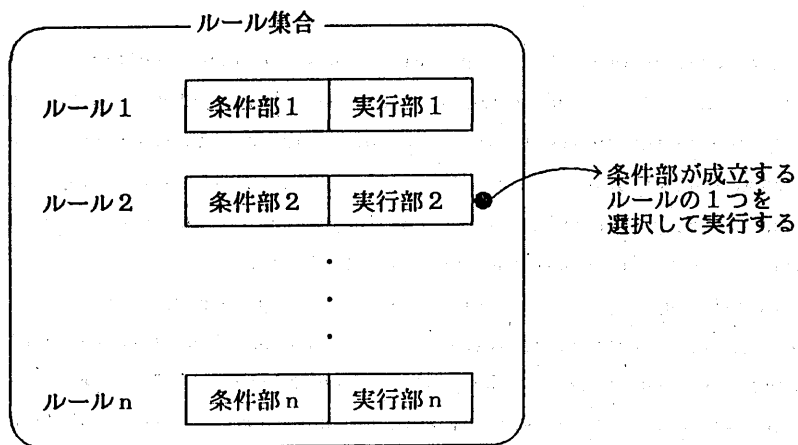 ルール集合
ルール1 条件部1 実行部1
ルール2 条件部2 実行部2
条件部が成立する
ルールの1つを
選択して実行する
ルールn 条件部n 実行部n